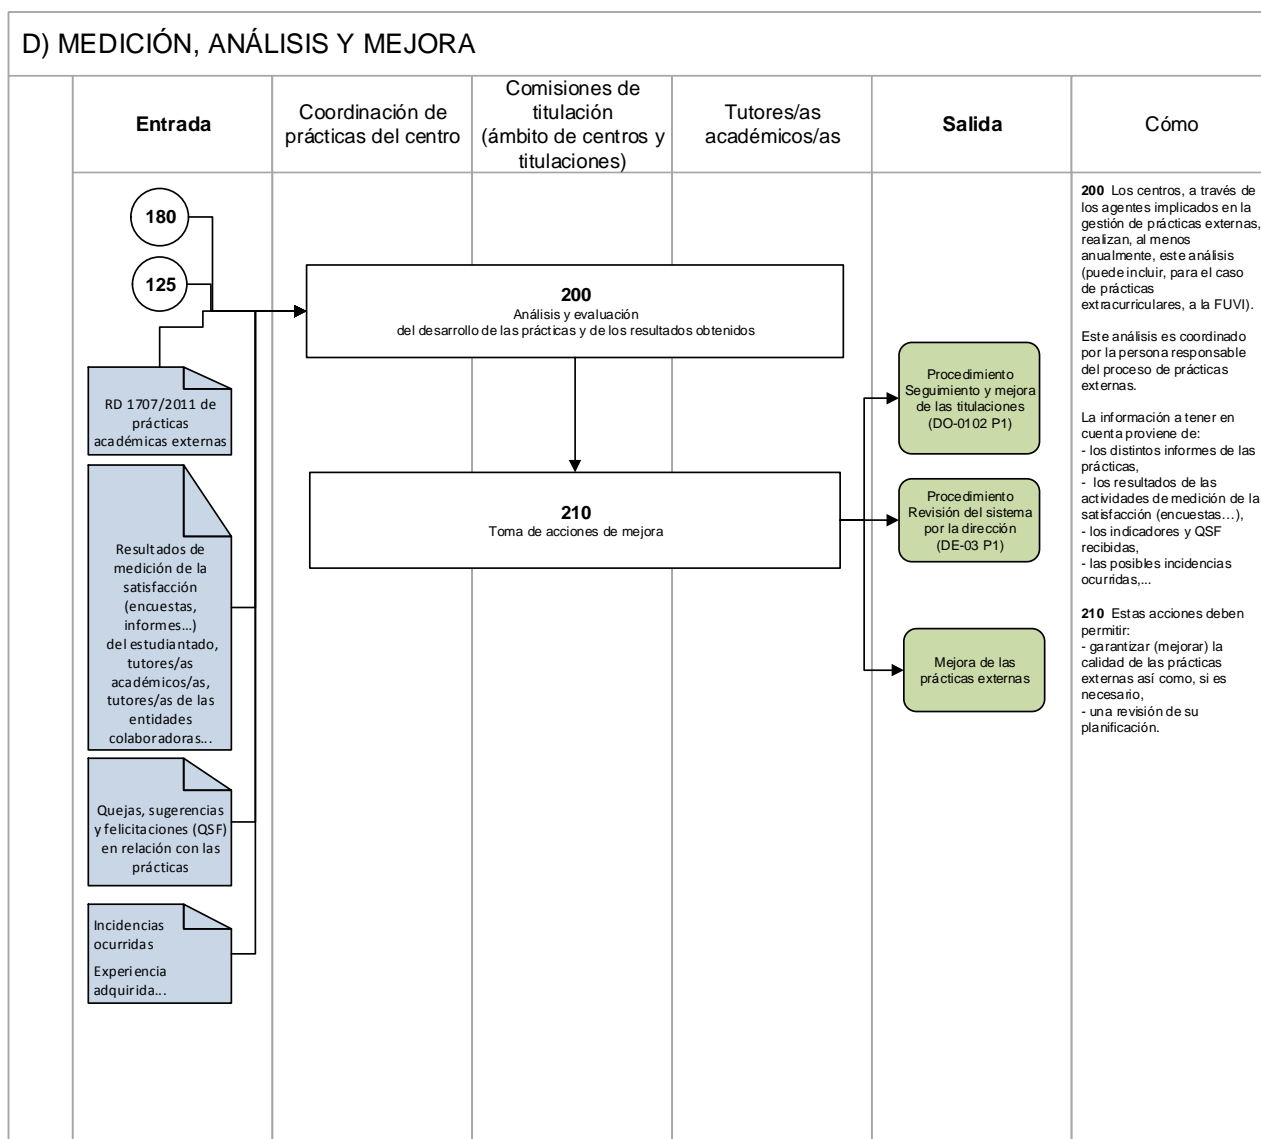 D) MEDICIÓN, ANÁLISIS Y MEJORA
Entrada
Coordinación de
prácticas del centro
Comisiones de
titulación
(ámbito de centros y
titulaciones)
Tutores/as
académicos/as
Salida
Cómo
180
125
RD 1707/2011 de
prácticas
académicas externas
Resultados de
medición de la
satisfacción
(encuestas,
informes...)
del estudiantado,
tutores/as
académicos/as,
tutores/as de las
entidades
colaboradoras...
Quejas, sugerencias
y felicitaciones (QSF)
en relación con las
prácticas
Incidencias
ocurridas
Experiencia
adquirida...
200
Análisis y evaluación
del desarrollo de las prácticas y de los resultados obtenidos
210
Toma de acciones de mejora
Procedimiento
Seguimiento y mejora
de las titulaciones
(DO-0102 P1)
Procedimiento
Revisión del sistema
por la dirección
(DE-03 P1)
Mejora de las
prácticas externas
200 Los centros, a través de
los agentes implicados en la
gestión de prácticas externas,
realizan, al menos
anualmente, este análisis
(puede incluir, para el caso
de prácticas
extracurriculares, a la FUVI).
Este análisis es coordinado
por la persona responsable
del proceso de prácticas
externas.
La información a tener en
cuenta proviene de:
- los distintos informes de las
prácticas,
- los resultados de las
actividades de medición de la
satisfacción (encuestas...),
- los indicadores y QSF
recibidas,
- las posibles incidencias
ocurridas,...
210 Estas acciones deben
permitir:
- garantizar (mejorar) la
calidad de las prácticas
externas así como, si es
necesario,
- una revisión de su
planificación.